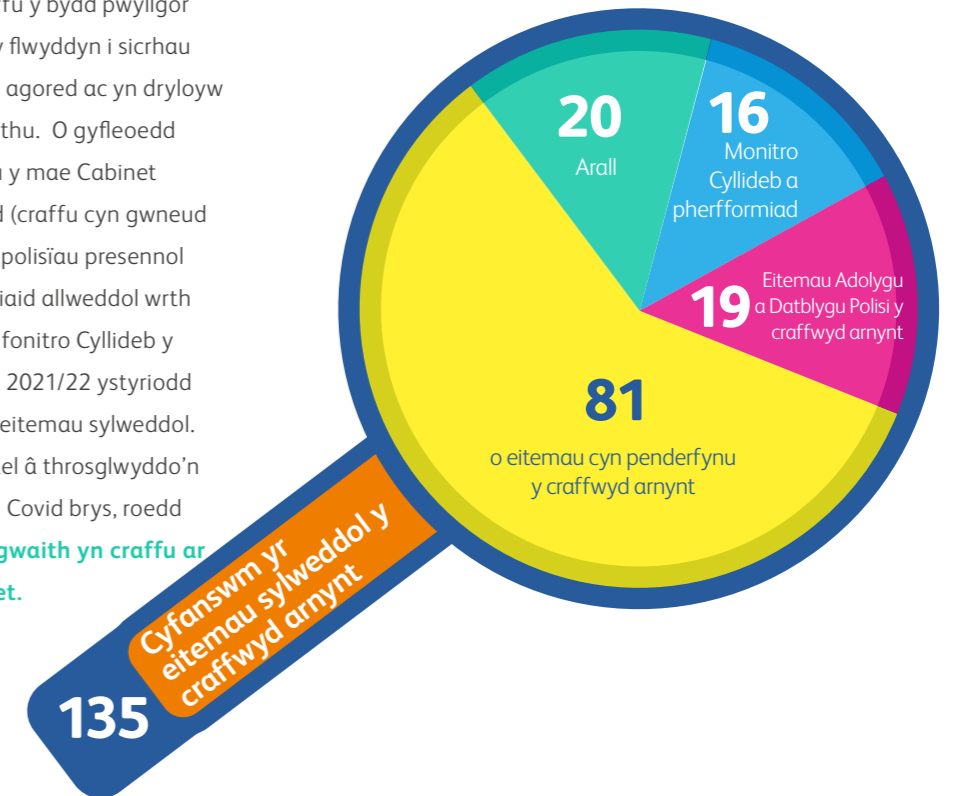 ffu y bydd pwyllgor
flwyddyn i sicrhau
agored ac yn dryloyw
thu. O gyfleoedd
y mae Cabinet
(craffu cyn gwneud
polisïau presennol
iaid allweddol wrth
fonitro Cyllideb y
2021/22 ystyriodd
eitemau sylweddol.
el â throsglwyddo'n
Covid brys, roedd
gwaith yn craffu ar
et.
20
Arall
16
Monitro
Cyllideb a
pherfformiad
19
Eitemau Adolygu
a Datblygu Polisi y
craffwyd arnynt
81
o eitemau cyn penderfynu
y craffwyd arnynt
Cyfanswm yr
eitemau sylweddol y
craffwyd arnynt
135